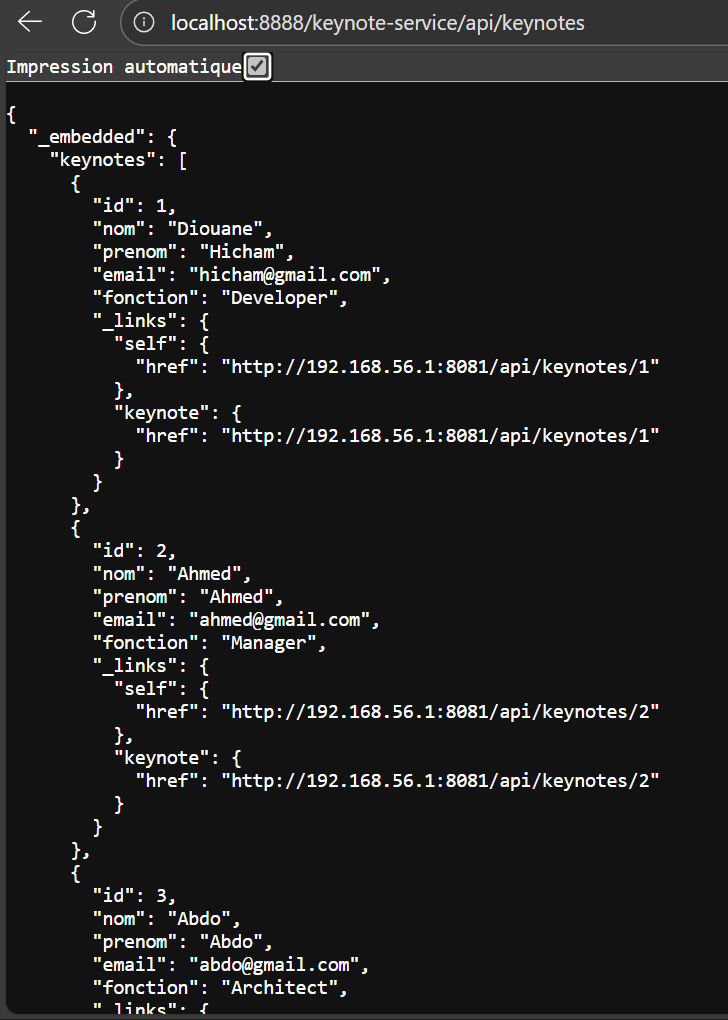 localhost:8888/keynote-service/api/keynotes
Impression automatique
{
  "_embedded": {
    "keynotes": [
      {
        "id": 1,
        "nom": "Diouane",
        "prenom": "Hicham",
        "email": "hicham@gmail.com",
        "fonction": "Developer",
        "_links": {
          "self": {
            "href": "http://192.168.56.1:8081/api/keynotes/1"
          },
          "keynote": {
            "href": "http://192.168.56.1:8081/api/keynotes/1"
          }
        }
      },
      {
        "id": 2,
        "nom": "Ahmed",
        "prenom": "Ahmed",
        "email": "ahmed@gmail.com",
        "fonction": "Manager",
        "_links": {
          "self": {
            "href": "http://192.168.56.1:8081/api/keynotes/2"
          },
          "keynote": {
            "href": "http://192.168.56.1:8081/api/keynotes/2"
          }
        }
      },
      {
        "id": 3,
        "nom": "Abdo",
        "prenom": "Abdo",
        "email": "abdo@gmail.com",
        "fonction": "Architect",
        "_links": {